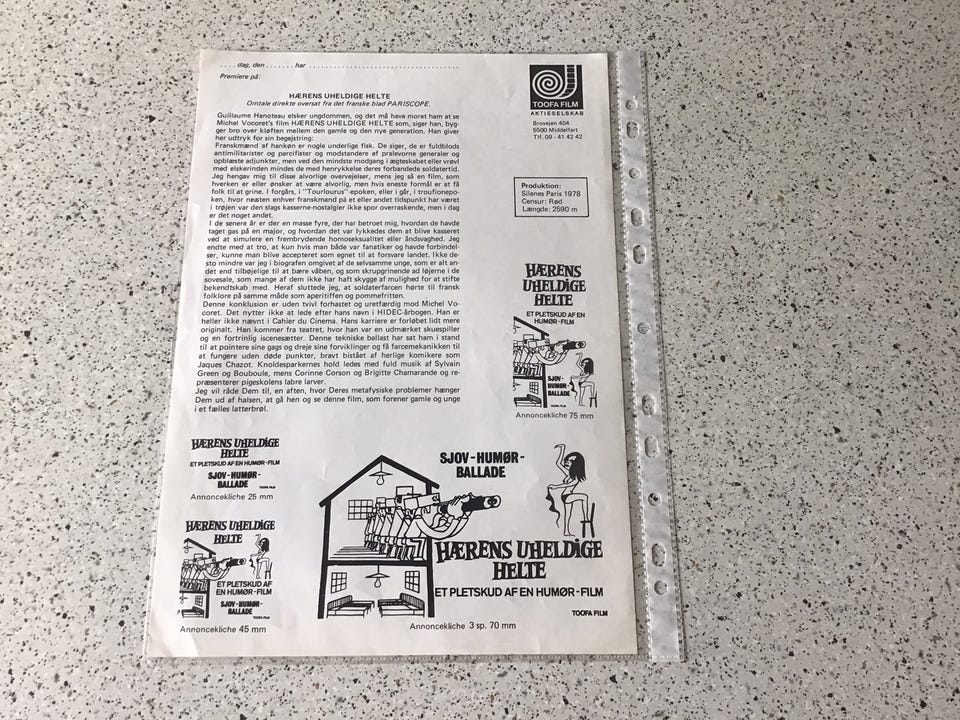 .... dag, den ....... har ..............................................
Premiere på:
HÆRENS UHELDIGE HELTE
Omtale direkte oversat fra det franske blad PARISCOPE.
Guillaume Hanoteau elsker ungdommen, og det må have moret ham at se
Michel Vocoret's film HÆRENS UHELDIGE HELTE som, siger han, byg-
ger bro over kløften mellem den gamle og den nye generation. Han giver
her udtryk for sin begejstring:
Franskmænd af hankøn er nogle underlige fisk. De siger, de er fuldblods
antimilitarister og parcifister og modstandere af pralevorne generaler og
opblæste adjunkter, men ved den mindste modgang i ægteskabet eller vrøvl
med elskerinden mindes de med henrykkelse deres forbandede soldatertid.
Jeg hengav mig til disse alvorlige overvejelser, mens jeg så en film, som
hverken er eller ønsker at være alvorlig, men hvis eneste formål er at få
folk til at grine. I forgårs, i "Tourlourus"-epoken, eller i går, i troufionepo-
ken, hvor næsten enhver franskmand på et eller andet tidspunkt har været
i trøjen var den slags kasserne-nostalgier ikke spor overraskende, men i dag
er det noget andet.
I de senere år er der en masse fyre, der har betroet mig, hvordan de havde
taget gas på en major, og hvordan det var lykkedes dem at blive kasseret
ved at simulere en frembrydende homoseksualitet eller åndsvaghed. Jeg
endte med at tro, at kun hvis man både var fanatiker og havde forbindel-
ser, kunne man blive accepteret som egnet til at forsvare landet. Ikke de-
sto mindre var jeg i biografen omgivet af de selvsamme unge, som er alt an-
det end tilbøjelige til at bære våben, og som skrupgrinede ad løjerne i de
sovesale, som mange af dem ikke har haft skygge af mulighed for at stifte
bekendtskab med. Heraf sluttede jeg, at soldaterfarcen hørte til fransk
folklore på samme måde som aperitiffen og pommefritten.
Denne konklusion er uden tvivl forhastet og uretfærdig mod Michel Vo-
coret. Det nytter ikke at lede efter hans navn i HIDEC-årbogen. Han er
heller ikke nævnt i Cahier du Cinema. Hans karriere er forløbet lidt mere
originalt. Han kommer fra teatret, hvor han var en udmærket skuespiller
og en fortrinlig iscenesætter. Denne tekniske ballast har sat ham i stand
til at pointere sine gags og dreje sine forviklinger og få farcemekanikken til
at fungere uden døde punkter, bravt bistået af herlige komikere som
Jaques Chazot. Knoldesparkernes hold ledes med fuld musik af Sylvain
Green og Bouboule, mens Corinne Corson og Brigitte Chamarande og re-
præsenterer pigeskolens labre larver.
Jeg vil råde Dem til, en aften, hvor Deres metafysiske problemer hænger
Dem ud af halsen, at gå hen og se denne film, som forener gamle og unge
i et fælles latterbrøl.
TOOFA FILM
AKTIESELSKAB
Brovejen 404
5500 Middelfart
Tlf. 09 - 41 42 42
Produktion:
Silenes Paris 1978
Censur: Rød
Længde: 2590 m
HÆRENS
UHELDIGE
HELTE
ET PLETSKUD AF EN
HUMØR-FILM
SJOV-
HUMØR-
BALLADE
TOOFA FILM
Annoncekliche 75 mm
HÆRENS UHELDIGE
HELTE
ET PLETSKUD AF EN HUMØR-FILM
SJOV-HUMØR-
BALLADE
TOOFA FILM
Annoncekliche 25 mm
HÆRENS UHELDIGE
HELTE
ET PLETSKUD AF
EN HUMØR-FILM
SJOV-HUMØR-
BALLADE
TOOFA FILM
Annoncekliche 45 mm
SJOV-HUMØR-
BALLADE
HÆRENS UHELDIGE
HELTE
ET PLETSKUD AF EN HUMØR-FILM
TOOFA FILM
Annoncekliche 3 sp. 70 mm